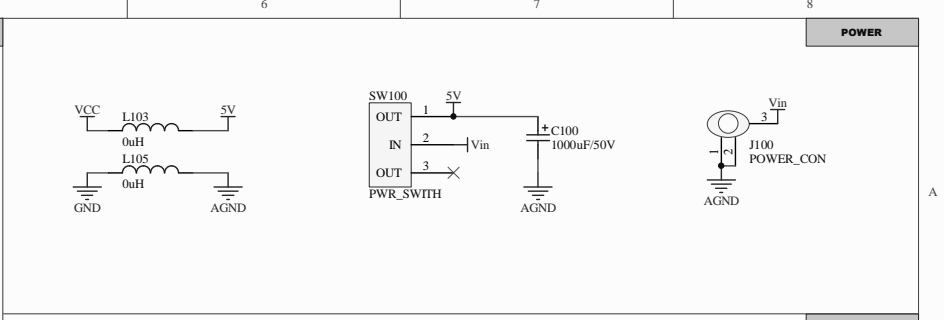 6
7
8
POWER
VCC
L103
5V
0uH
L105
0uH
GND
AGND
SW100
5V
OUT
1
IN
2
Vin
OUT
3
PWR_SWITH
C100
1000uF/50V
AGND
Vin
3
J100
POWER_CON
1
2
AGND
A